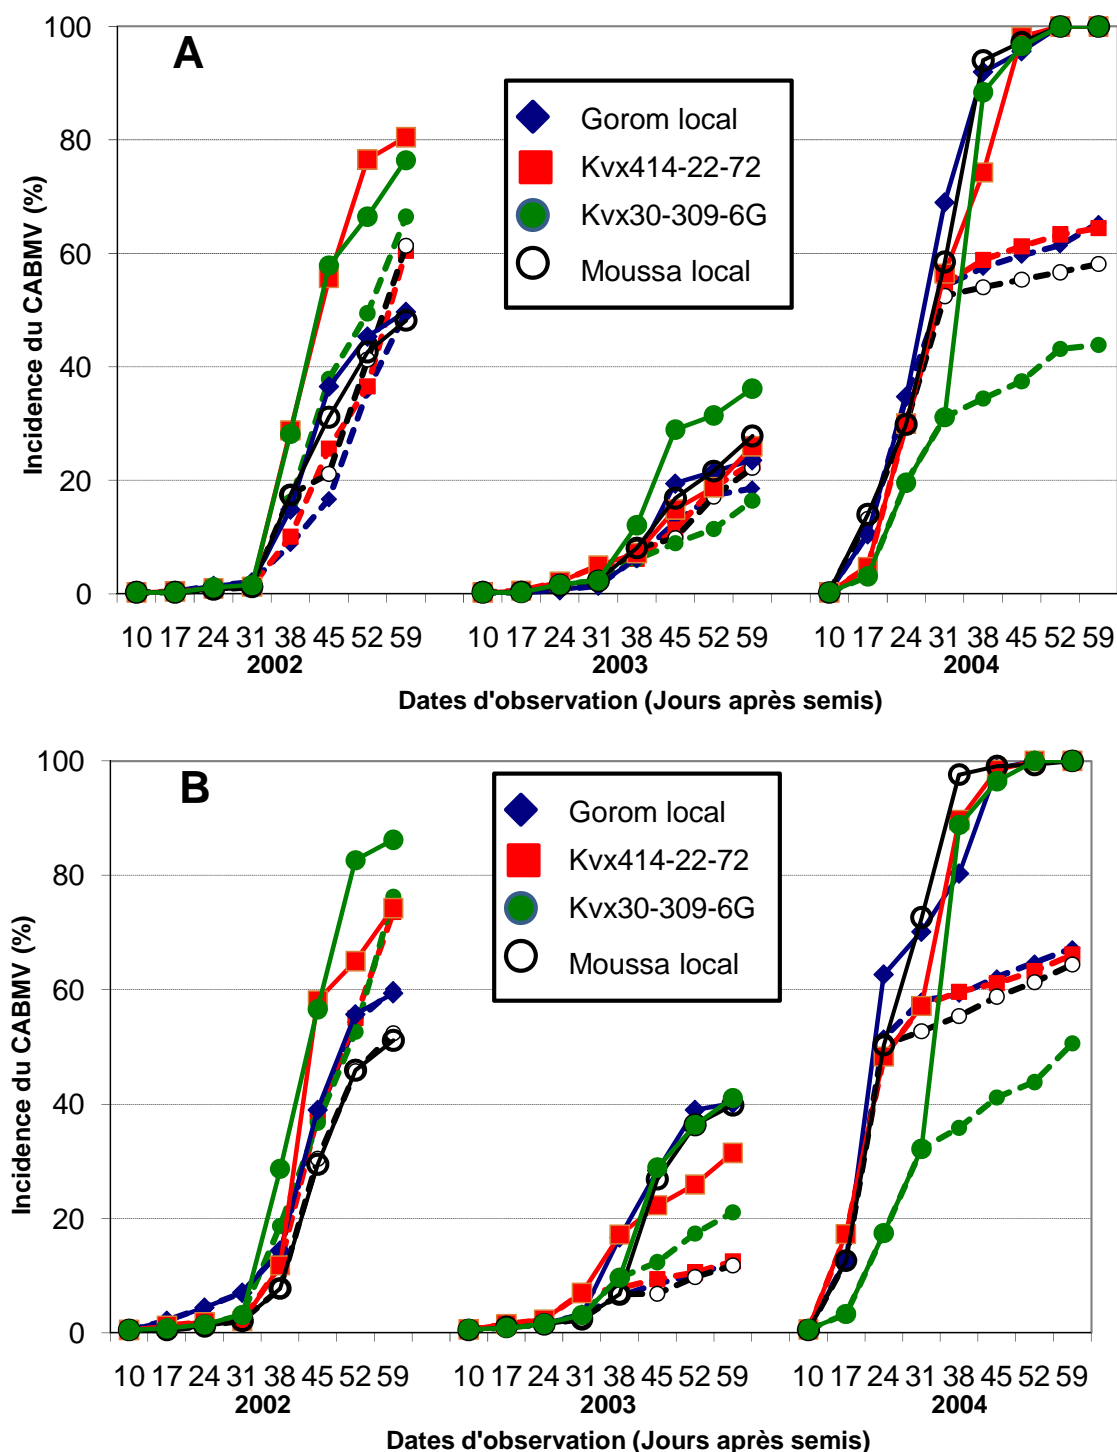 A
Incidence du CABMV (%)
100
80
60
40
20
0
Gorom local
Kvx414-22-72
Kvx30-309-6G
Moussa local
10 17 24 31 38 45 52 59 10 17 24 31 38 45 52 59 10 17 24 31 38 45 52 59
2002 2003 2004
Dates d'observation (Jours après semis)
B
Incidence du CABMV (%)
100
80
60
40
20
0
Gorom local
Kvx414-22-72
Kvx30-309-6G
Moussa local
10 17 24 31 38 45 52 59 10 17 24 31 38 45 52 59 10 17 24 31 38 45 52 59
2002 2003 2004
Dates d'observation (Jours après semis)